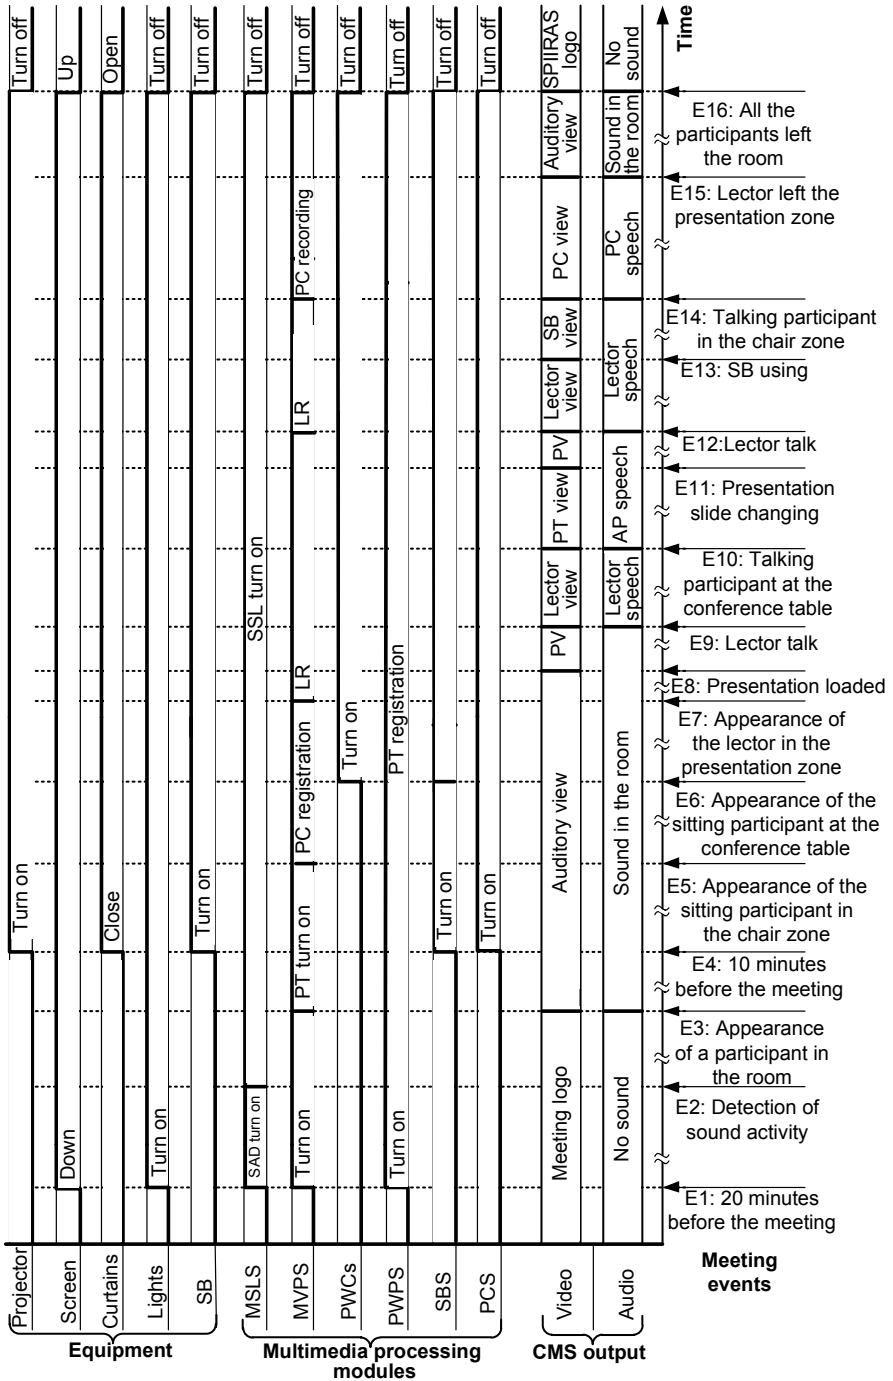 Turn off
Up
Open
Turn off
Turn off
Turn off
Turn off
Turn off
Turn off
Turn off
Turn off
SPIIRAS
logo
No
sound
Time
Auditory
view
Sound in
the room
E16: All the
participants left
the room
PC recording
PC view
PC
speech
E15: Lector left the
presentation zone
SB
view
Lector
speech
E14: Talking participant
in the chair zone
LR
Lector
view
E13: SB using
PV
AP speech
E12:Lector talk
PT view
E11: Presentation
slide changing
SSL turn on
Lector
view
Lector
speech
E10: Talking
participant at the
conference table
PV
E9: Lector talk
LR
PT registration
E8: Presentation loaded
Turn on
E7: Appearance of
the lector in the
presentation zone
PC registration
Auditory view
Sound in the room
E6: Appearance of the
sitting participant at the
conference table
Turn on
Close
Turn on
Turn on
Turn on
E5: Appearance of the
sitting participant in
the chair zone
PT turn on
E4: 10 minutes
before the meeting
E3: Appearance
of a participant in
the room
Down
Turn on
SAD turn on
Turn on
Turn on
Meeting logo
No sound
E2: Detection of
sound activity
E1: 20 minutes
before the meeting
Projector
Screen
Curtains
Lights
SB
MSLS
MVPS
PWCs
PWPS
SBS
PCS
Video
Audio
Meeting
events
Equipment
Multimedia processing
modules
CMS output